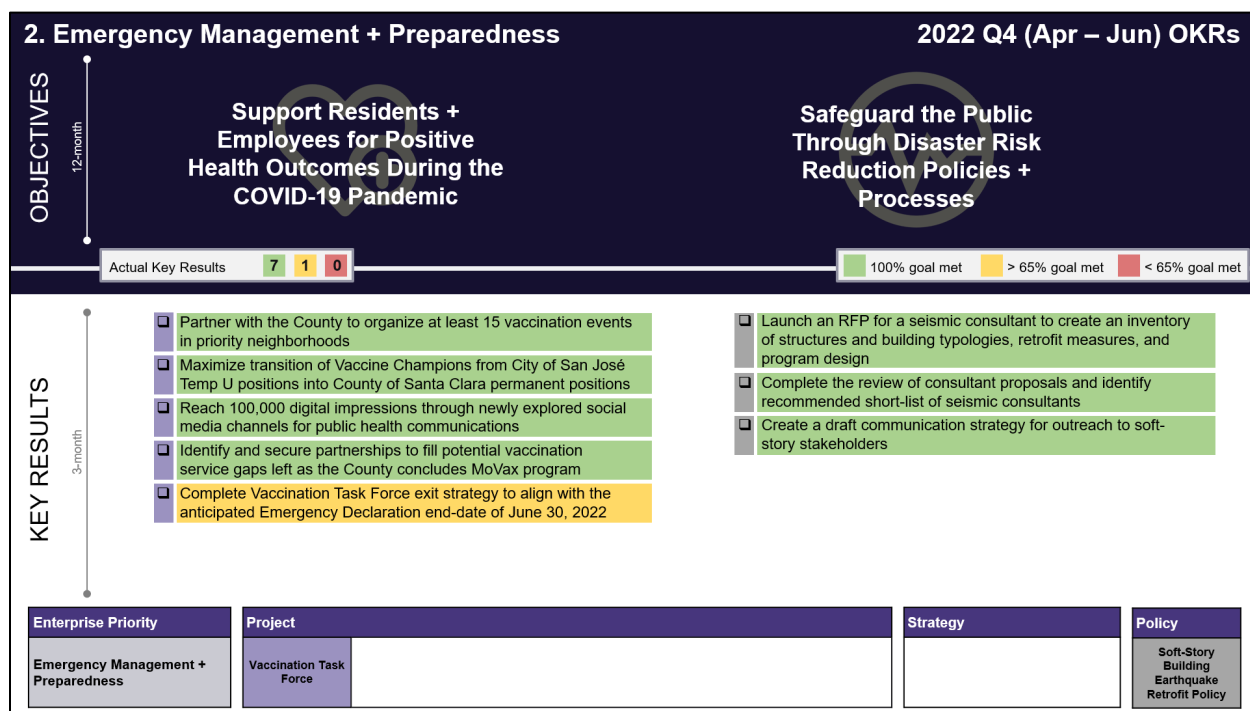 2. Emergency Management + Preparedness
2022 Q4 (Apr – Jun) OKRs
OBJECTIVES
12-month
Support Residents +
Employees for Positive
Health Outcomes During the
COVID-19 Pandemic
Safeguard the Public
Through Disaster Risk
Reduction Policies +
Processes
Actual Key Results 7 1 0
100% goal met > 65% goal met < 65% goal met
KEY RESULTS
3-month
Partner with the County to organize at least 15 vaccination events
in priority neighborhoods
Maximize transition of Vaccine Champions from City of San José
Temp U positions into County of Santa Clara permanent positions
Reach 100,000 digital impressions through newly explored social
media channels for public health communications
Identify and secure partnerships to fill potential vaccination
service gaps left as the County concludes MoVax program
Complete Vaccination Task Force exit strategy to align with the
anticipated Emergency Declaration end-date of June 30, 2022
Launch an RFP for a seismic consultant to create an inventory
of structures and building typologies, retrofit measures, and
program design
Complete the review of consultant proposals and identify
recommended short-list of seismic consultants
Create a draft communication strategy for outreach to soft-
story stakeholders
Enterprise Priority
Emergency Management +
Preparedness
Project
Vaccination Task
Force
Strategy
Policy
Soft-Story
Building
Earthquake
Retrofit Policy